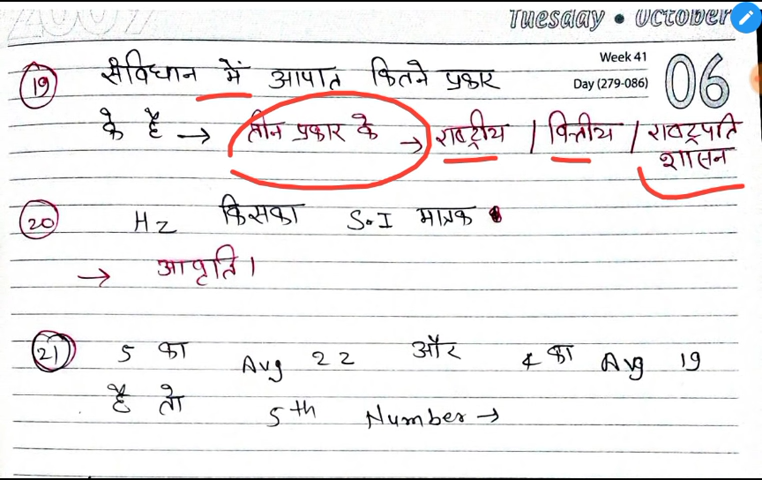 Tuesday • October
Week 41
Day (279-086)
06
19 संविधान में आपात कितने प्रकार
के है → तीन प्रकार के → राष्ट्रीय / वित्तीय / राष्ट्रपति
शासन
20 Hz किसका S.I मात्रक
→ आवृति।
21 5 का Avg 22 और 4 का Avg 19
है तो 5th Number →